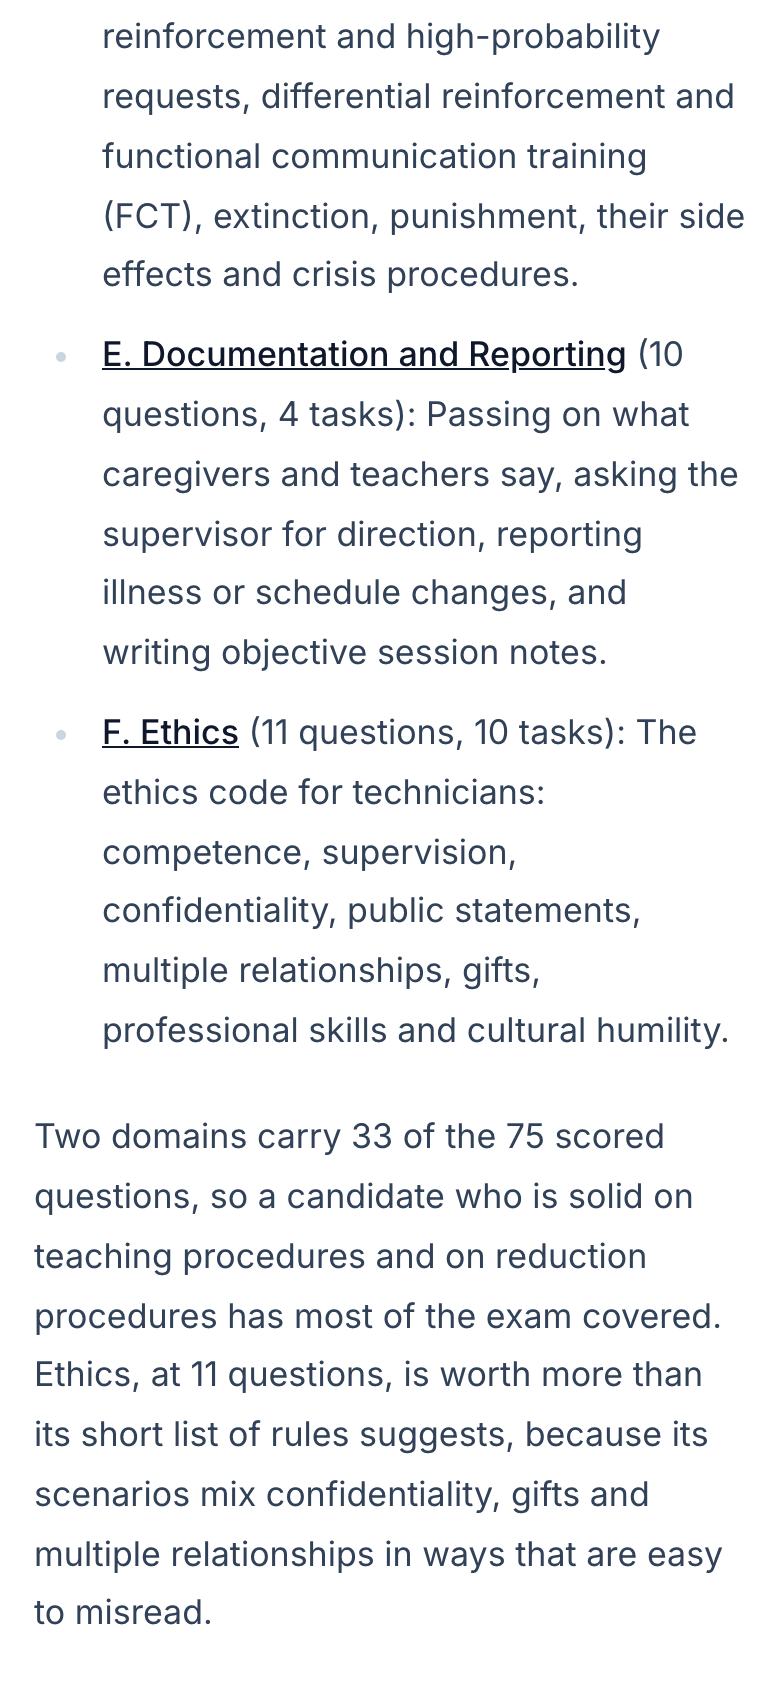 reinforcement and high-probability
requests, differential reinforcement and
functional communication training
(FCT), extinction, punishment, their side
effects and crisis procedures.
E. Documentation and Reporting (10
questions, 4 tasks): Passing on what
caregivers and teachers say, asking the
supervisor for direction, reporting
illness or schedule changes, and
writing objective session notes.
F. Ethics (11 questions, 10 tasks): The
ethics code for technicians:
competence, supervision,
confidentiality, public statements,
multiple relationships, gifts,
professional skills and cultural humility.
Two domains carry 33 of the 75 scored
questions, so a candidate who is solid on
teaching procedures and on reduction
procedures has most of the exam covered.
Ethics, at 11 questions, is worth more than
its short list of rules suggests, because its
scenarios mix confidentiality, gifts and
multiple relationships in ways that are easy
to misread.